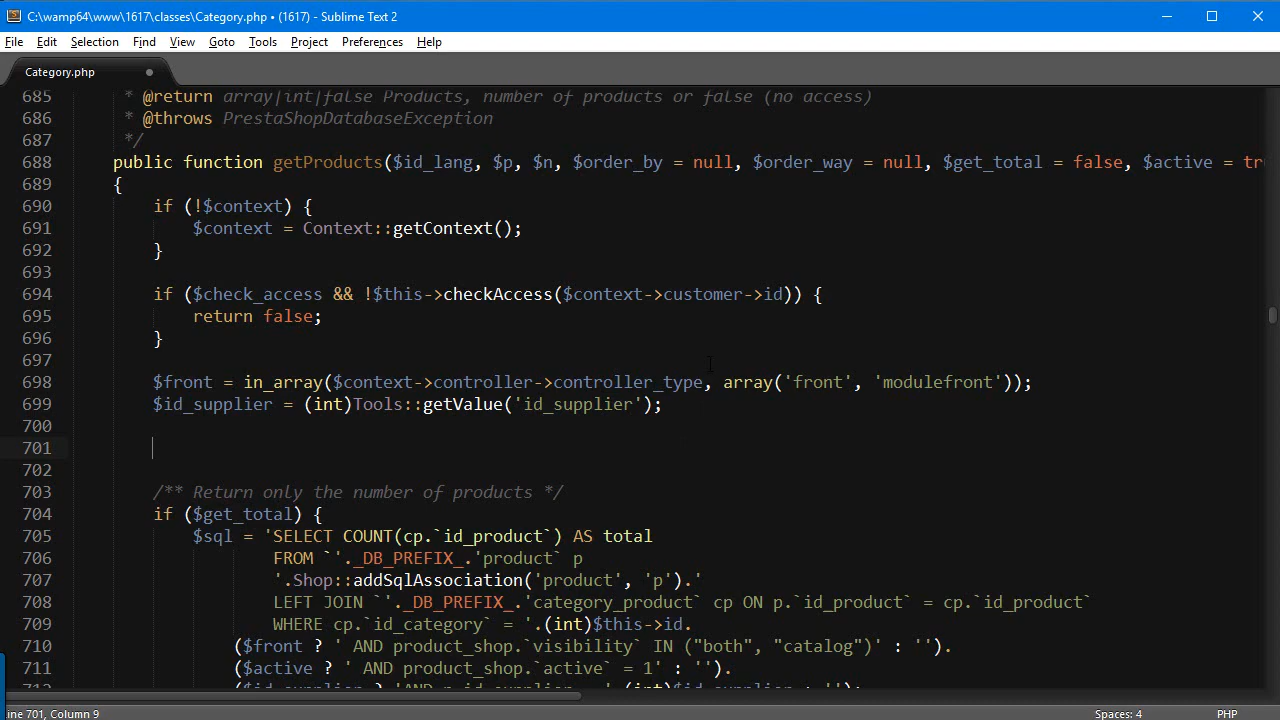 C:\wamp64\www\1617\classes\Category.php • (1617) - Sublime Text 2
File Edit Selection Find View Goto Tools Project Preferences Help
Category.php
685 * @return array|int|false Products, number of products or false (no access)
686 * @throws PrestaShopDatabaseException
687 */
688 public function getProducts($id_lang, $p, $n, $order_by = null, $order_way = null, $get_total = false, $active = tru
689 {
690 if (!$context) {
691 $context = Context::getContext();
692 }
693
694 if ($check_access && !$this->checkAccess($context->customer->id)) {
695 return false;
696 }
697
698 $front = in_array($context->controller->controller_type, array('front', 'modulefront'));
699 $id_supplier = (int)Tools::getValue('id_supplier');
700
701
702
703 /** Return only the number of products */
704 if ($get_total) {
705 $sql = 'SELECT COUNT(cp.`id_product`) AS total
706 FROM `'._DB_PREFIX_.'product` p
707 '.Shop::addSqlAssociation('product', 'p').'
708 LEFT JOIN `'._DB_PREFIX_.'category_product` cp ON p.`id_product` = cp.`id_product`
709 WHERE cp.`id_category` = '.(int)$this->id.
710 ($front ? ' AND product_shop.`visibility` IN ("both", "catalog")' : '').
711 ($active ? ' AND product_shop.`active` = 1' : '').
Line 701, Column 9 Spaces: 4 PHP